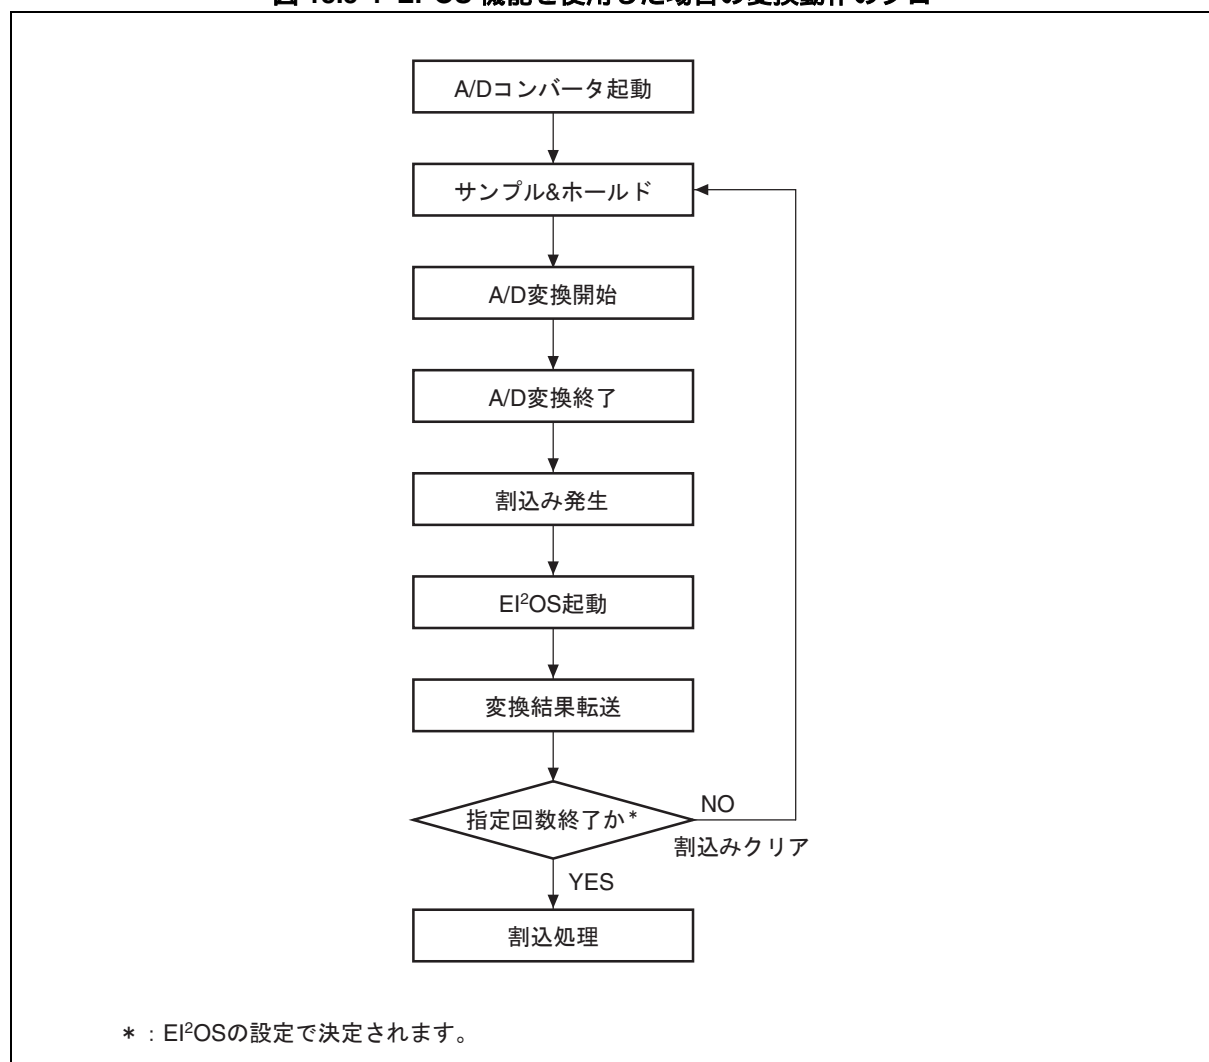 A/Dコンバータ起動
サンプル&ホールド
A/D変換開始
A/D変換終了
割込み発生
EI²OS起動
変換結果転送
指定回数終了か*
NO
割込みクリア
YES
割込処理
* : EI²OSの設定で決定されます。